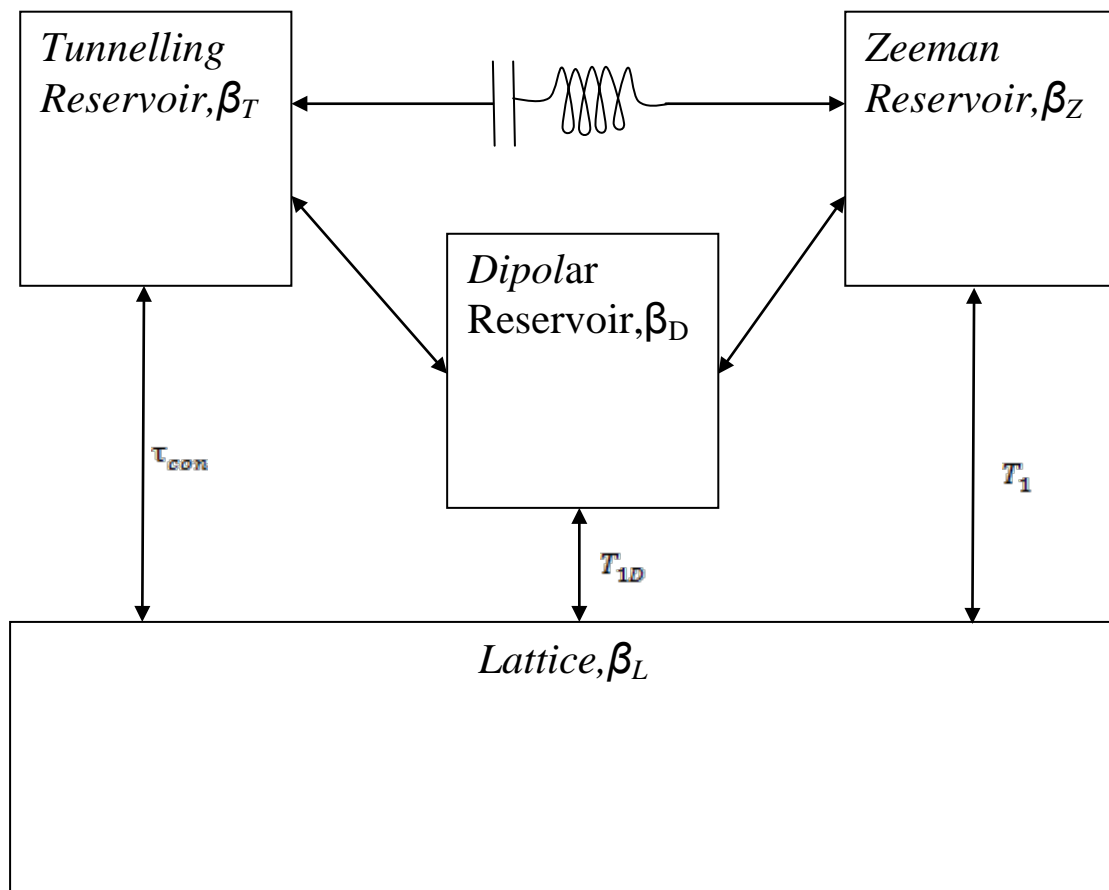 Tunnelling
Reservoir,βT
Zeeman
Reservoir,βZ
Dipolar
Reservoir,βD
τcon
T1D
T1
Lattice,βL